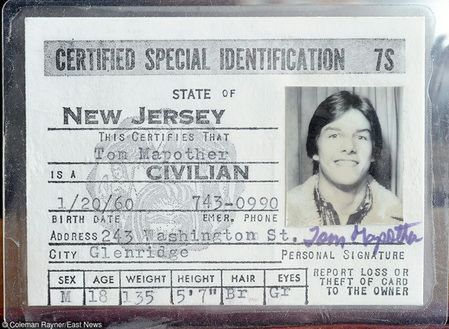 CERTIFIED SPECIAL IDENTIFICATION 7S
STATE OF
NEW JERSEY
THIS CERTIFIES THAT
Tom Mapother
IS A CIVILIAN
1/20/60 743-0990
BIRTH DATE EMER. PHONE
ADDRESS 243 Washington St.
Tom Mapother
CITY Glenridge PERSONAL SIGNATURE
SEX AGE WEIGHT HEIGHT HAIR EYES
M 18 135 5'7" Br Gr
REPORT LOSS OR
THEFT OF CARD
TO THE OWNER
© Coleman Rayner/East News